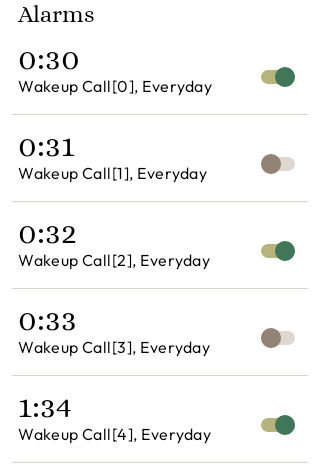 Alarms
0:30
Wakeup Call[0], Everyday
0:31
Wakeup Call[1], Everyday
0:32
Wakeup Call[2], Everyday
0:33
Wakeup Call[3], Everyday
1:34
Wakeup Call[4], Everyday